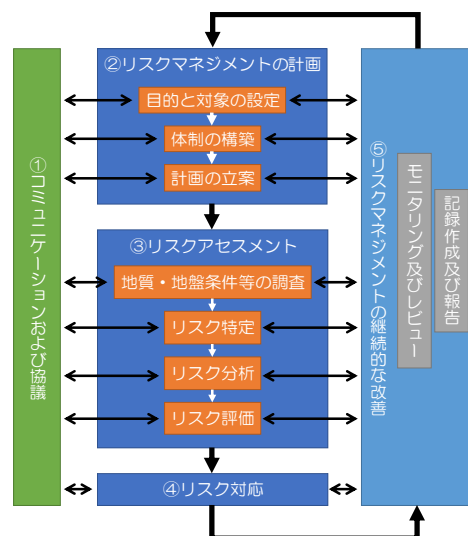 ②リスクマネジメントの計画
目的と対象の設定
体制の構築
計画の立案
③リスクアセスメント
地質・地盤条件等の調査
リスク特定
リスク分析
リスク評価
④リスク対応
①コミュニケーションおよび協議
⑤リスクマネジメントの継続的な改善
モニタリング及びレビュー
記録作成及び報告